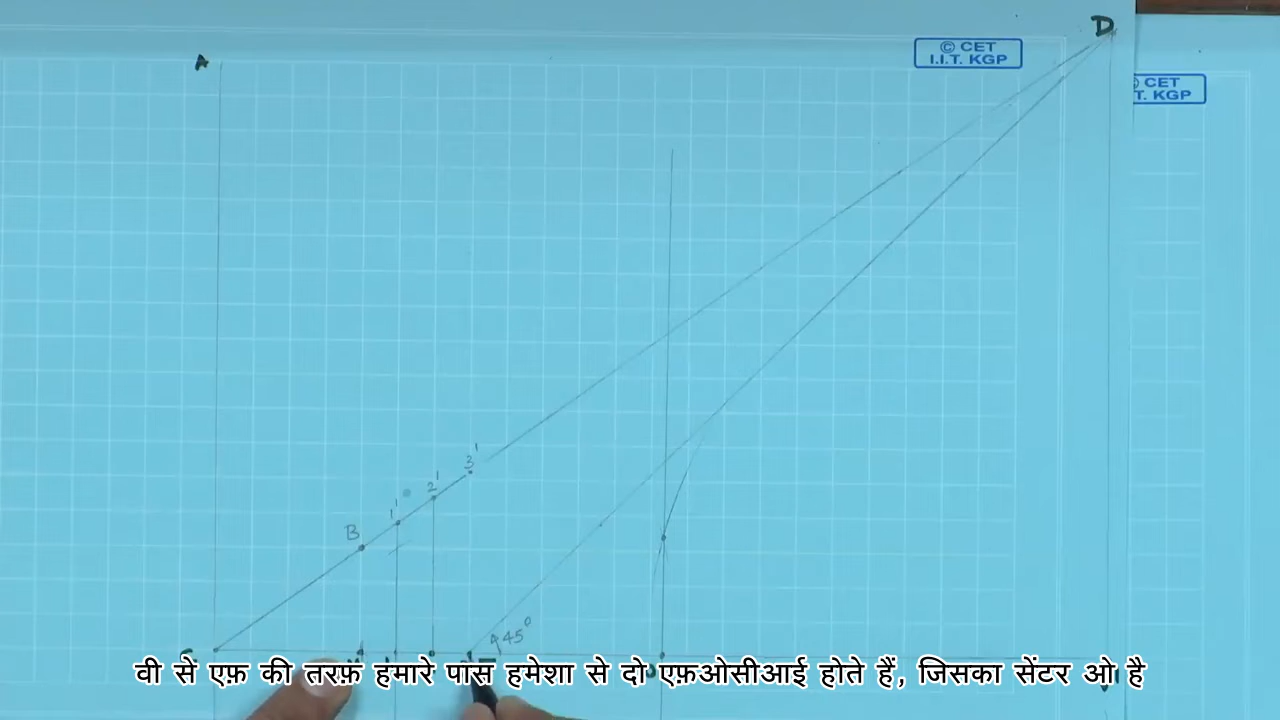 D
© CET
I.I.T. KGP
CET
T. KGP
A
3'
2'
1'
B
45°
वी से एफ़ की तरफ़ हमारे पास हमेशा से दो एफ़ओसीआई होते हैं, जिसका सेंटर ओ है